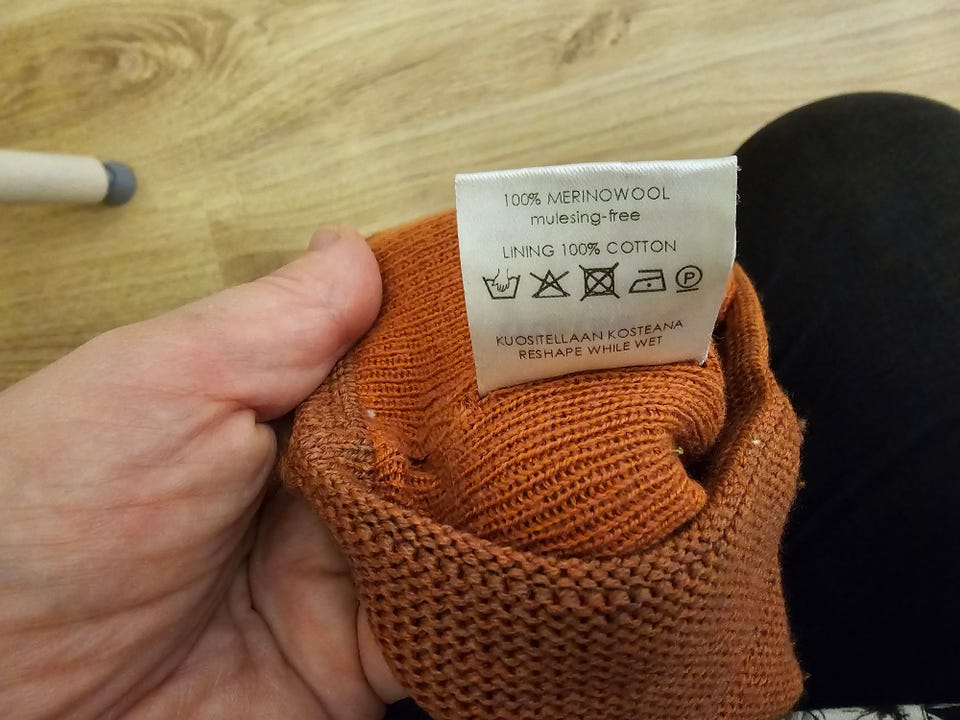 100% MERINOWOOL
mulesing-free
LINING 100% COTTON
P
KUOSITELLAAN KOSTEANA
RESHAPE WHILE WET